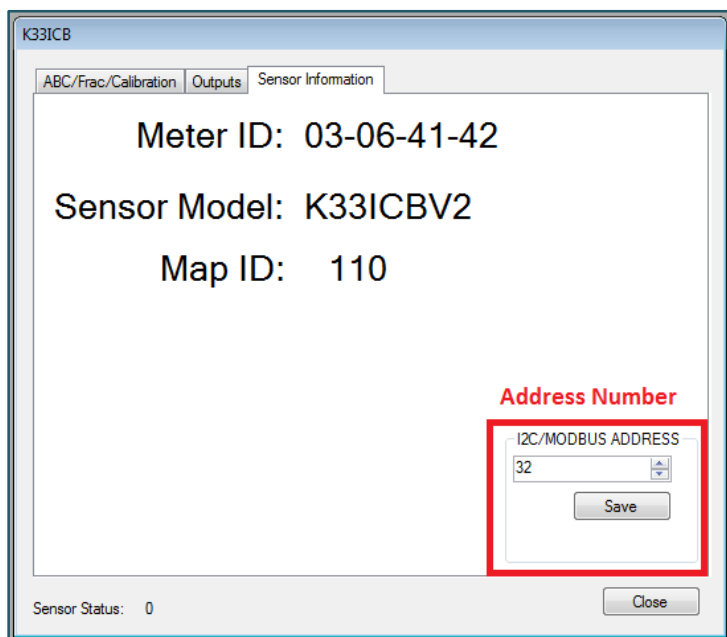 K33ICB
ABC/Frac/Calibration Outputs Sensor Information
Meter ID: 03-06-41-42
Sensor Model: K33ICBV2
Map ID: 110
Address Number
I2C/MODBUS ADDRESS
32
Save
Sensor Status: 0
Close